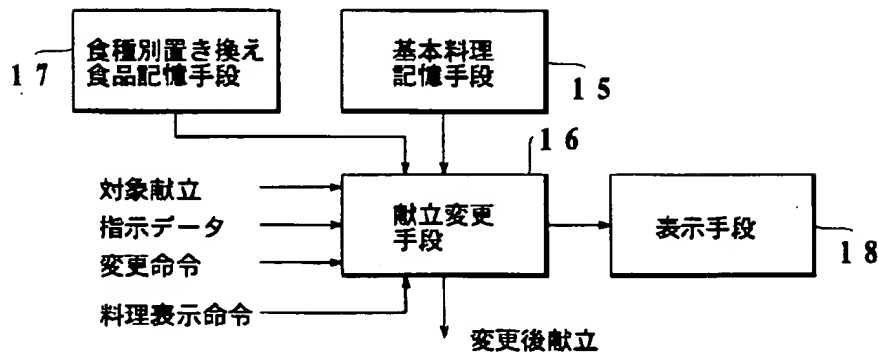 食種別置き換え
食品記憶手段
17
基本料理
記憶手段
15
16
対象献立
指示データ
変更命令
料理表示命令
献立変更
手段
表示手段
18
変更後献立